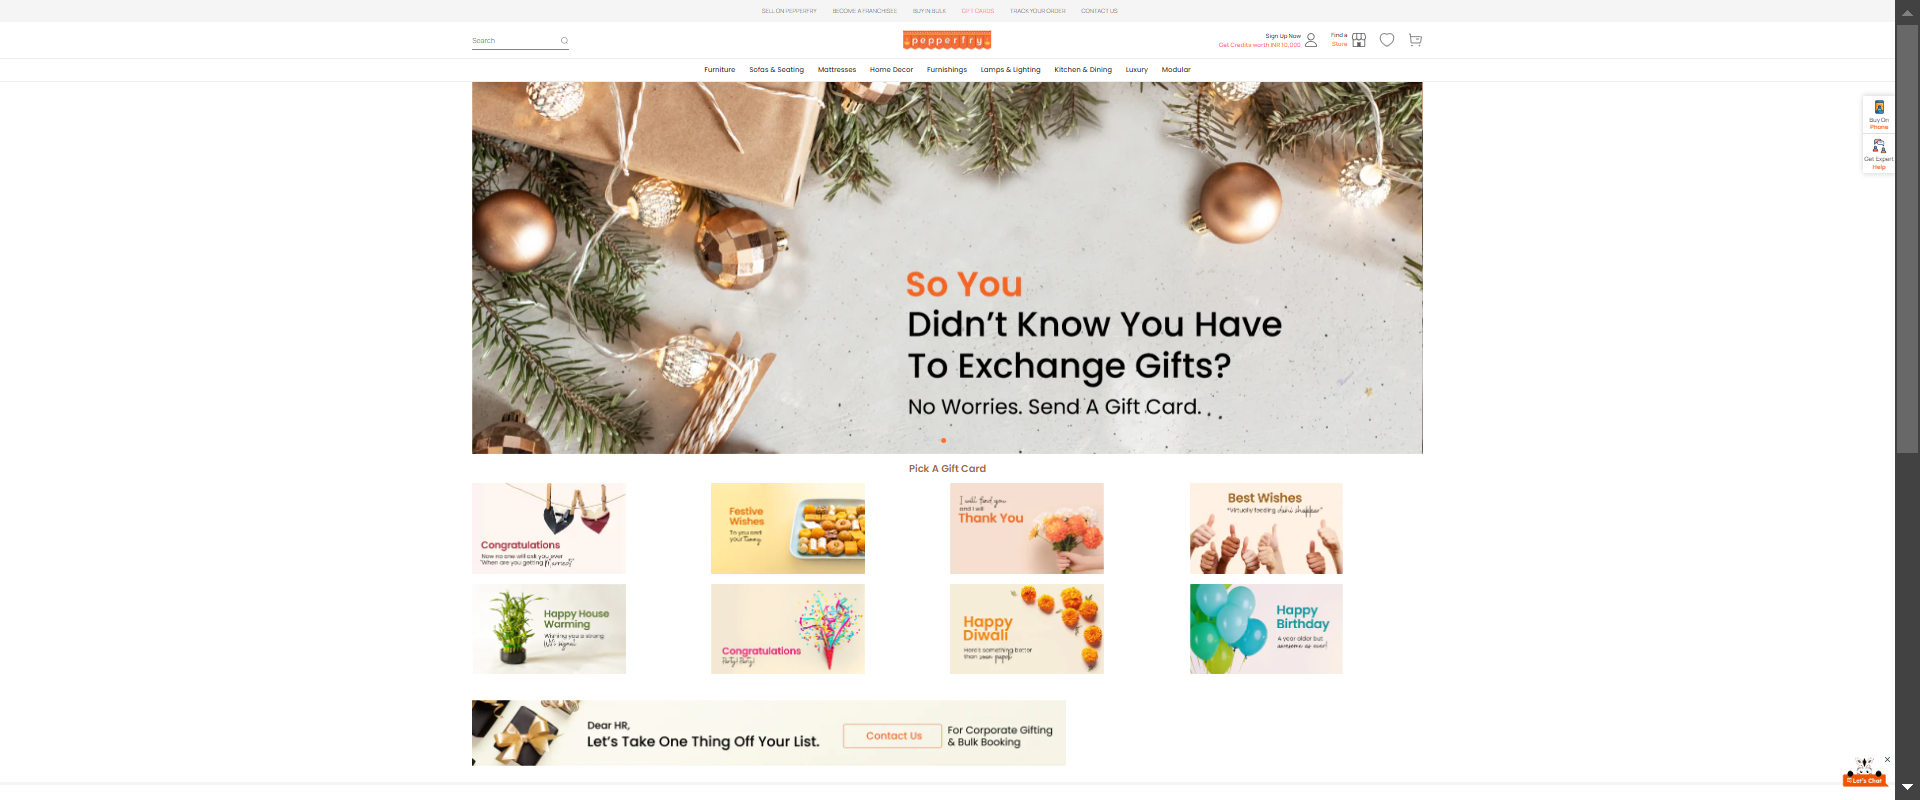 SELL ON PEPPERFRY BECOME A FRANCHISEE BUY IN BULK GIFT CARDS TRACK YOUR ORDER CONTACT US
Search
pepperfry
Sign Up Now
Get Credits worth INR 10,000
Find a
Store
Furniture Sofas & Seating Mattresses Home Decor Furnishings Lamps & Lighting Kitchen & Dining Luxury Modular
Buy On
Phone
Get Expert
Help
So You
Didn't Know You Have
To Exchange Gifts?
No Worries. Send A Gift Card.
Pick A Gift Card
Congratulations
Now no one will ask you ever
"When are you getting Married?"
Festive
Wishes
To you and
your Tummy
I will find you
and I will
Thank You
Best Wishes
"Virtually feeding dahi shakkar"
Happy House
Warming
Wishing you a strong
Wi-Fi signal
Congratulations
Party! Party!
Happy
Diwali
Here's something better
than soan papdi
Happy
Birthday
A year older but
awesome as ever!
Dear HR,
Let's Take One Thing Off Your List.
Contact Us
For Corporate Gifting
& Bulk Booking
Let's Chat